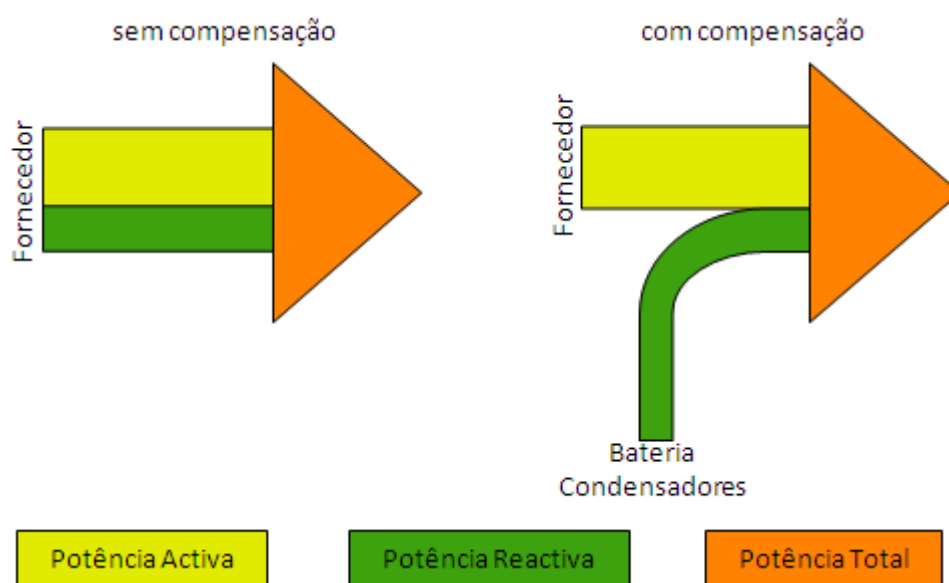 sem compensação
com compensação
Fornecedor
Fornecedor
Bateria
Condensadores
Potência Activa
Potência Reactiva
Potência Total